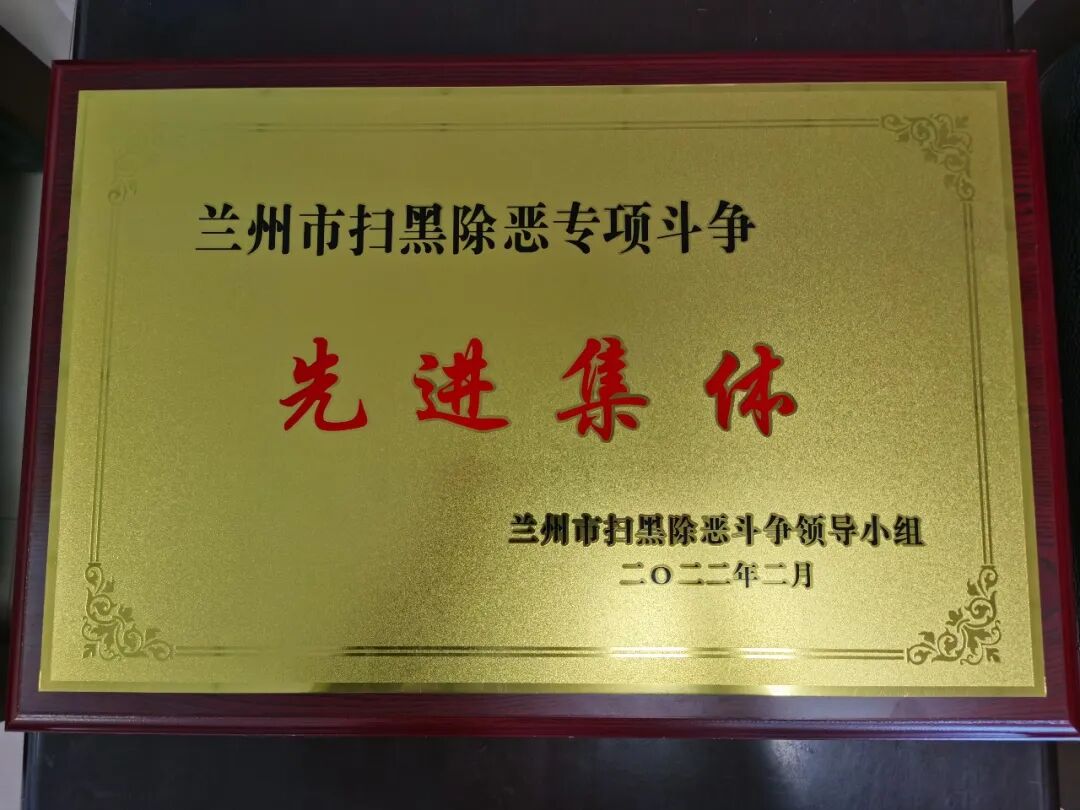 兰州市扫黑除恶专项斗争
先进集体
兰州市扫黑除恶斗争领导小组
二〇二二年二月